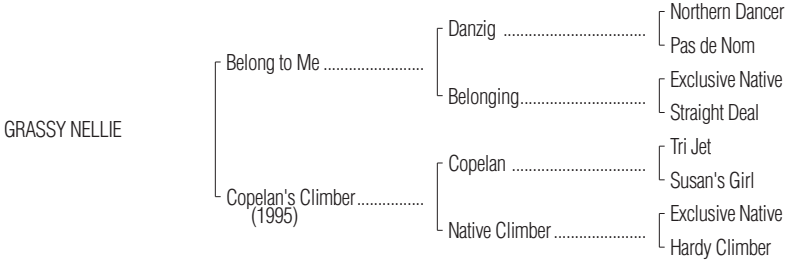 Northern Dancer
Danzig ................................
Pas de Nom
Belong to Me .......................
Exclusive Native
Belonging............................
Straight Deal
GRASSY NELLIE
Tri Jet
Copelan ..............................
Susan's Girl
Copelan's Climber...............
(1995)
Exclusive Native
Native Climber .....................
Hardy Climber